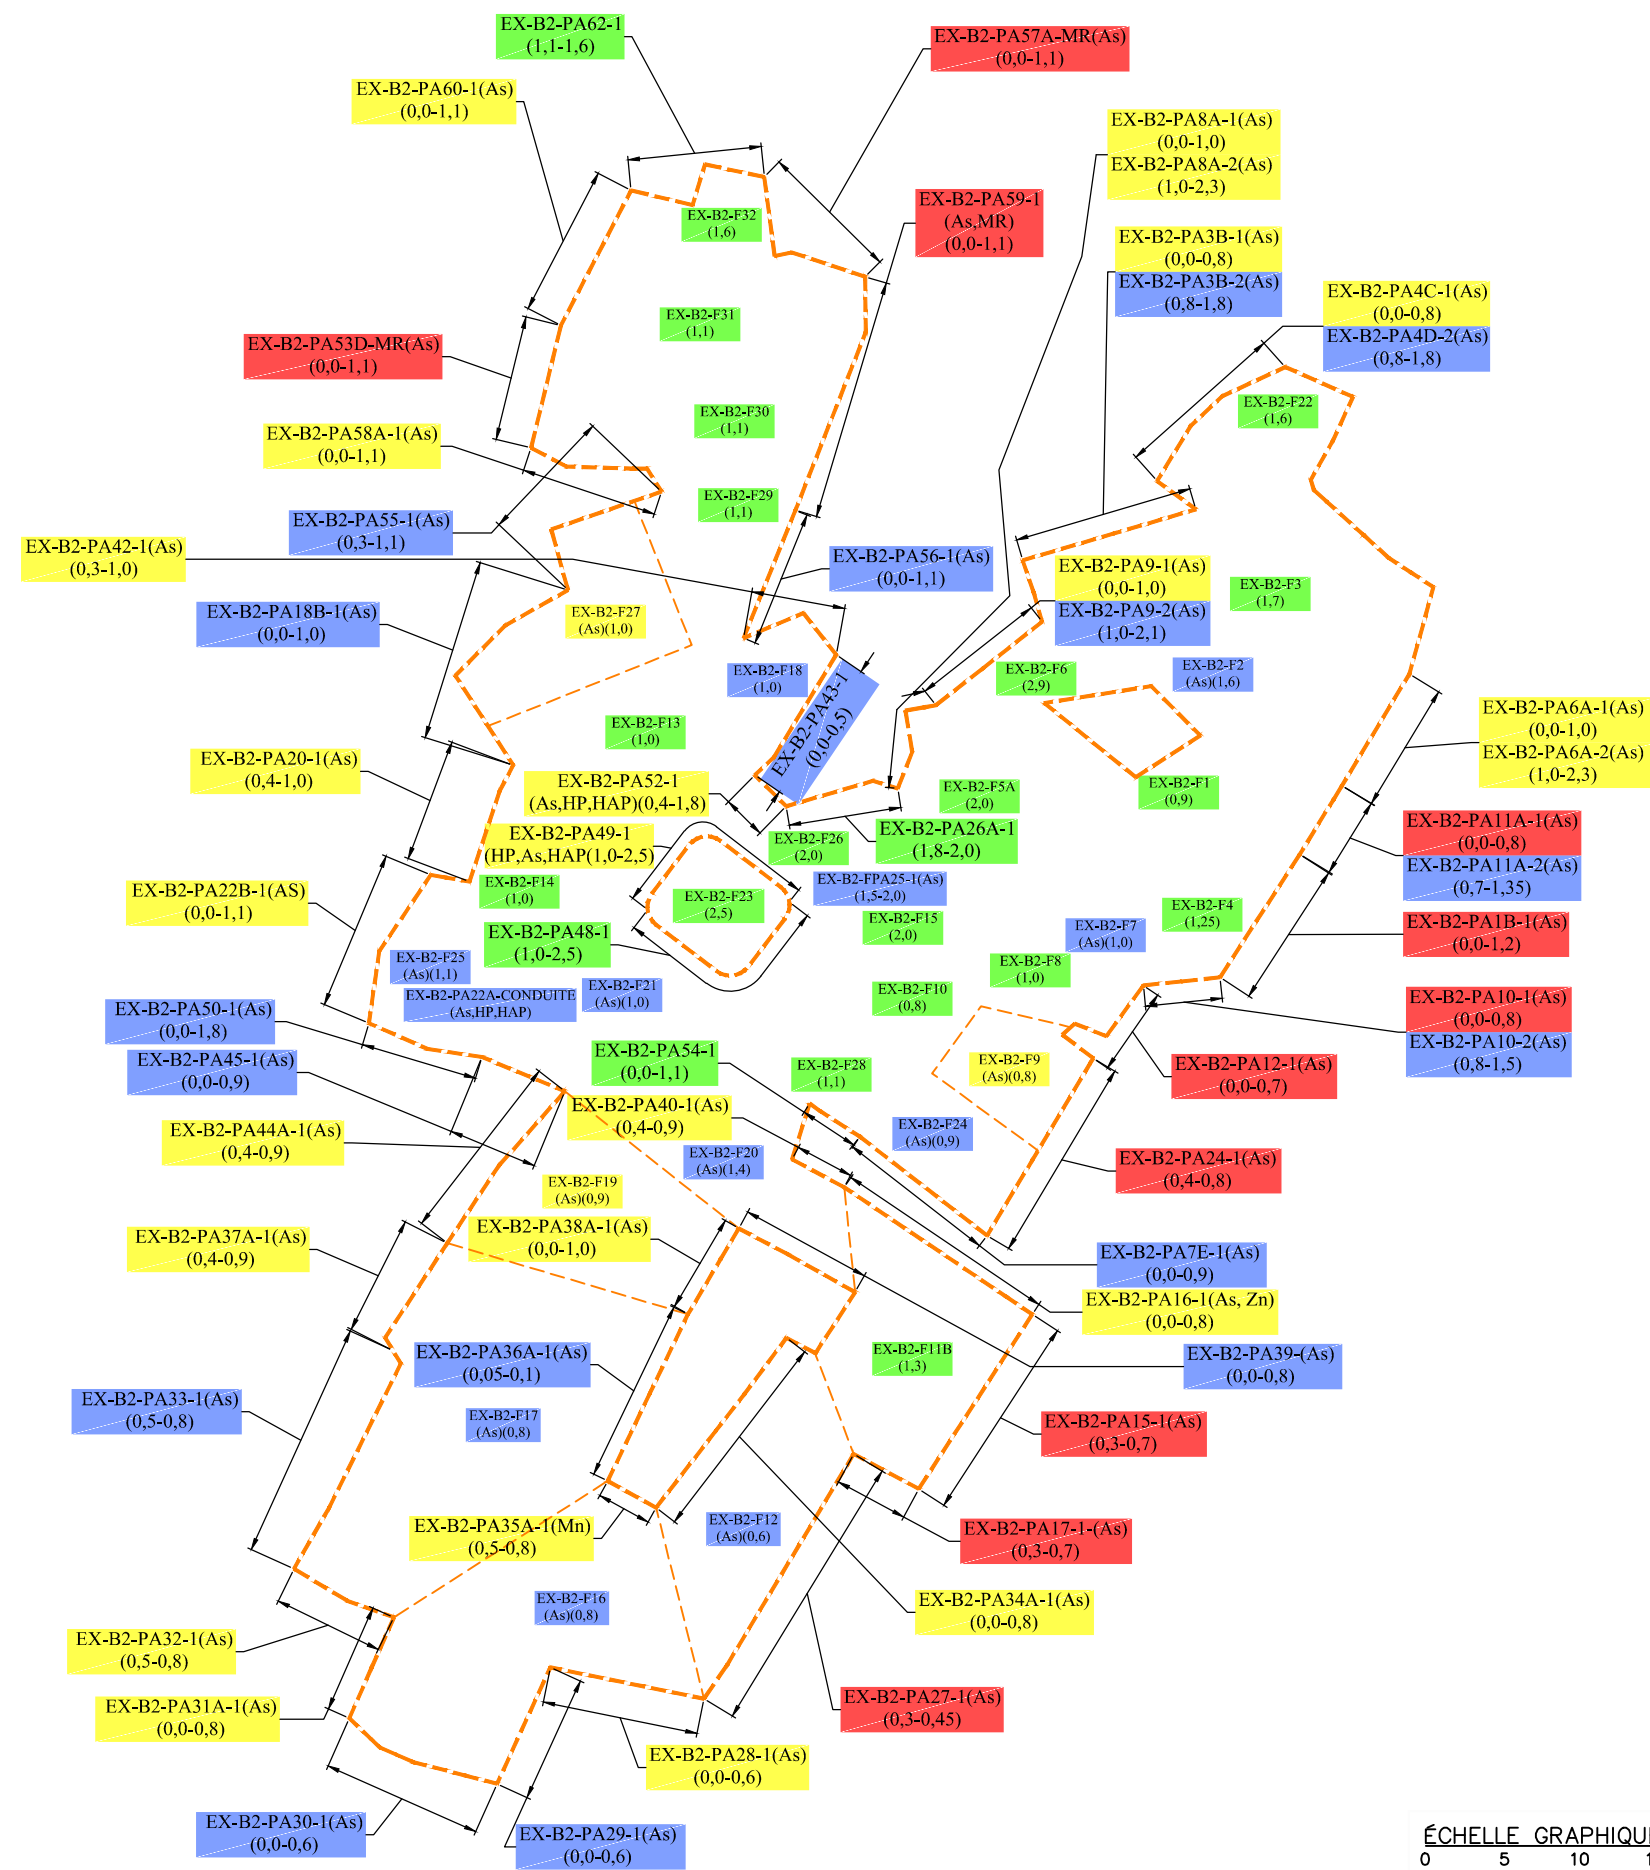 EX-B2-PA62-1
(1,1-1,6)
EX-B2-PA57A-MR(As)
(0,0-1,1)
EX-B2-PA60-1(As)
(0,0-1,1)
EX-B2-PA8A-1(As)
(0,0-1,0)
EX-B2-PA8A-2(As)
(1,0-2,3)
EX-B2-PA59-1
(As,MR)
(0,0-1,1)
EX-B2-F32
(1,6)
EX-B2-PA3B-1(As)
(0,0-0,8)
EX-B2-PA3B-2(As)
(0,8-1,8)
EX-B2-PA4C-1(As)
(0,0-0,8)
EX-B2-PA4D-2(As)
(0,8-1,8)
EX-B2-F31
(1,1)
EX-B2-PA53D-MR(As)
(0,0-1,1)
EX-B2-F30
(1,1)
EX-B2-F22
(1,6)
EX-B2-PA58A-1(As)
(0,0-1,1)
EX-B2-F29
(1,1)
EX-B2-PA55-1(As)
(0,3-1,1)
EX-B2-PA42-1(As)
(0,3-1,0)
EX-B2-PA56-1(As)
(0,0-1,1)
EX-B2-PA9-1(As)
(0,0-1,0)
EX-B2-PA9-2(As)
(1,0-2,1)
EX-B2-F3
(1,7)
EX-B2-PA18B-1(As)
(0,0-1,0)
EX-B2-F27
(As)(1,0)
EX-B2-F18
(1,0)
EX-B2-F6
(2,9)
EX-B2-F2
(As)(1,6)
EX-B2-PA43-1
(0,0-0,5)
EX-B2-F13
(1,0)
EX-B2-PA6A-1(As)
(0,0-1,0)
EX-B2-PA6A-2(As)
(1,0-2,3)
EX-B2-PA20-1(As)
(0,4-1,0)
EX-B2-PA52-1
(As,HP,HAP)(0,4-1,8)
EX-B2-F5A
(2,0)
EX-B2-F1
(0,9)
EX-B2-PA49-1
(HP,As,HAP(1,0-2,5)
EX-B2-F26
(2,0)
EX-B2-PA26A-1
(1,8-2,0)
EX-B2-PA11A-1(As)
(0,0-0,8)
EX-B2-PA11A-2(As)
(0,7-1,35)
EX-B2-PA22B-1(AS)
(0,0-1,1)
EX-B2-F14
(1,0)
EX-B2-F23
(2,5)
EX-B2-FPA25-1(As)
(1,5-2,0)
EX-B2-F15
(2,0)
EX-B2-F4
(1,25)
EX-B2-F7
(As)(1,0)
EX-B2-PA1B-1(As)
(0,0-1,2)
EX-B2-PA48-1
(1,0-2,5)
EX-B2-F25
(As)(1,1)
EX-B2-F8
(1,0)
EX-B2-PA22A-CONDUITE
(As,HP,HAP)
EX-B2-F21
(As)(1,0)
EX-B2-F10
(0,8)
EX-B2-PA50-1(As)
(0,0-1,8)
EX-B2-PA10-1(As)
(0,0-0,8)
EX-B2-PA10-2(As)
(0,8-1,5)
EX-B2-PA45-1(As)
(0,0-0,9)
EX-B2-PA54-1
(0,0-1,1)
EX-B2-F28
(1,1)
EX-B2-F9
(As)(0,8)
EX-B2-PA12-1(As)
(0,0-0,7)
EX-B2-PA40-1(As)
(0,4-0,9)
EX-B2-PA44A-1(As)
(0,4-0,9)
EX-B2-F24
(As)(0,9)
EX-B2-F20
(As)(1,4)
EX-B2-PA24-1(As)
(0,4-0,8)
EX-B2-F19
(As)(0,9)
EX-B2-PA37A-1(As)
(0,4-0,9)
EX-B2-PA38A-1(As)
(0,0-1,0)
EX-B2-PA7E-1(As)
(0,0-0,9)
EX-B2-PA16-1(As, Zn)
(0,0-0,8)
EX-B2-PA36A-1(As)
(0,05-0,1)
EX-B2-F11B
(1,3)
EX-B2-PA39-(As)
(0,0-0,8)
EX-B2-PA33-1(As)
(0,5-0,8)
EX-B2-F17
(As)(0,8)
EX-B2-PA15-1(As)
(0,3-0,7)
EX-B2-PA35A-1(Mn)
(0,5-0,8)
EX-B2-F12
(As)(0,6)
EX-B2-PA17-1-(As)
(0,3-0,7)
EX-B2-F16
(As)(0,8)
EX-B2-PA34A-1(As)
(0,0-0,8)
EX-B2-PA32-1(As)
(0,5-0,8)
EX-B2-PA31A-1(As)
(0,0-0,8)
EX-B2-PA27-1(As)
(0,3-0,45)
EX-B2-PA28-1(As)
(0,0-0,6)
EX-B2-PA30-1(As)
(0,0-0,6)
EX-B2-PA29-1(As)
(0,0-0,6)
ÉCHELLE GRAPHIQU
0 5 10 1